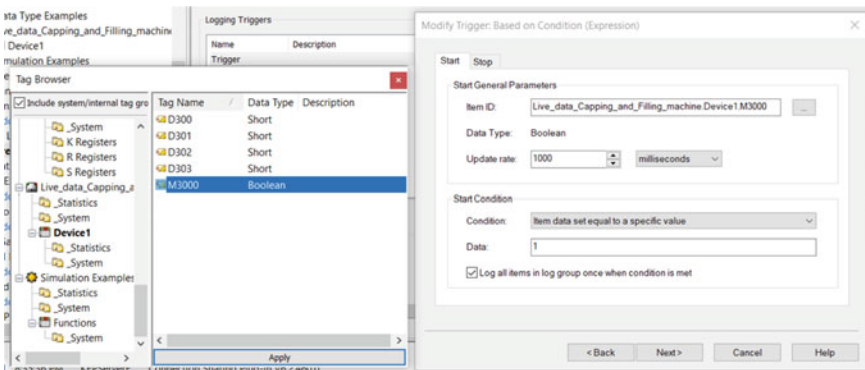 ata Type Examples
ve_data_Capping_and_Filling_machine
Device1
mulation Examples
Logging Triggers
Name Description
Trigger
Tag Browser
Include system/internal tag gro
_System
K Registers
R Registers
S Registers
Live_data_Capping_a
_Statistics
_System
Device1
_Statistics
_System
Simulation Examples
_Statistics
_System
Functions
_System
Tag Name Data Type Description
D300 Short
D301 Short
D302 Short
D303 Short
M3000 Boolean
Apply
Modify Trigger: Based on Condition (Expression)
Start Stop
Start General Parameters
Item ID: Live_data_Capping_and_Filling_machine.Device1.M3000 ...
Data Type: Boolean
Update rate: 1000 milliseconds
Start Condition
Condition: Item data set equal to a specific value
Data: 1
Log all items in log group once when condition is met
< Back Next > Cancel Help